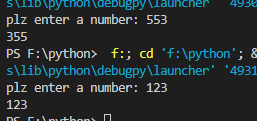 s\lib\python\debugpy\launcher' '4930
plz enter a number: 553
355
PS F:\python>  f:; cd 'f:\python'; &
s\lib\python\debugpy\launcher' '4931
plz enter a number: 123
123
PS F:\python>